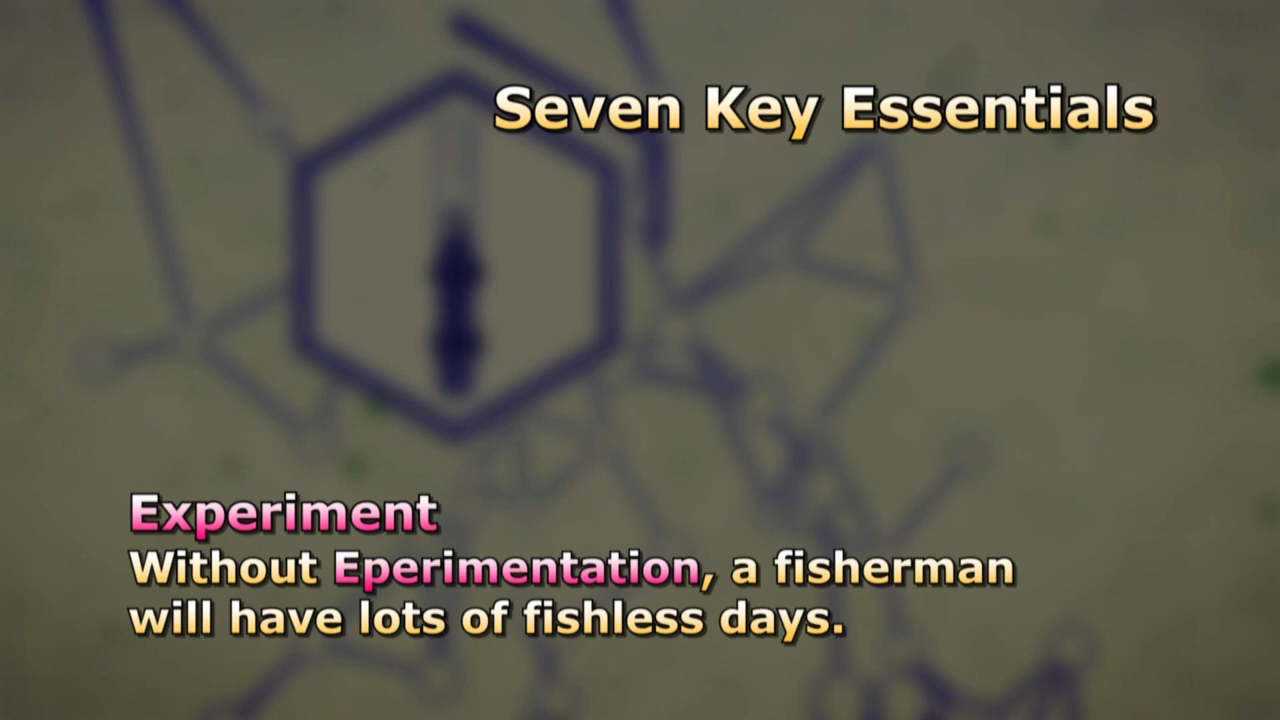 Seven Key Essentials
Experiment
Without Eperimentation, a fisherman
will have lots of fishless days.